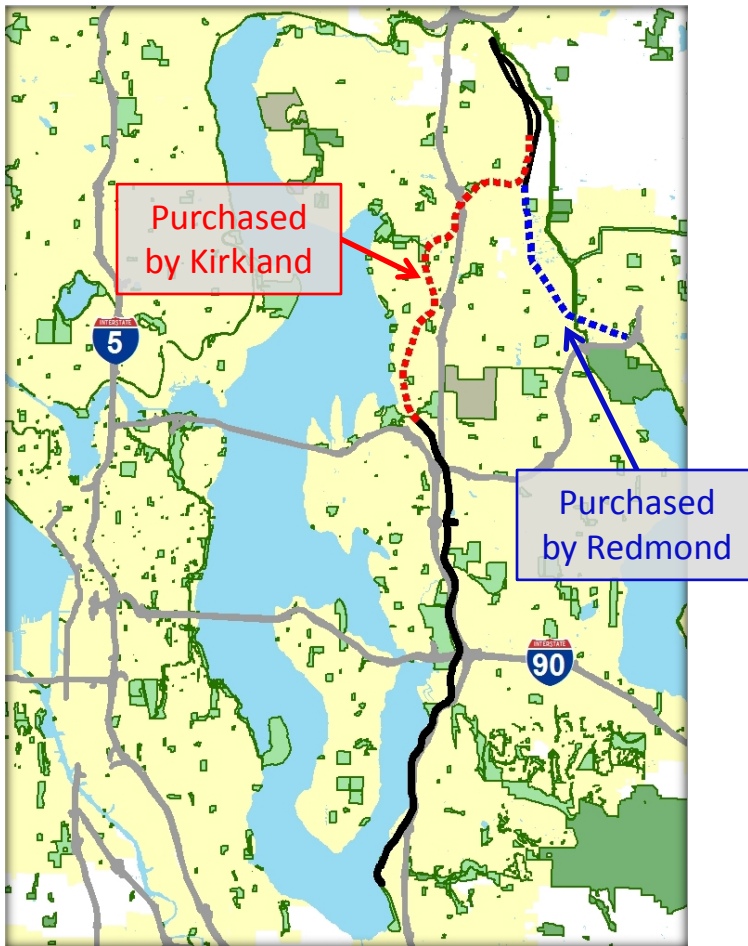 Purchased
by Kirkland
INTERSTATE
5
Purchased
by Redmond
INTERSTATE
90